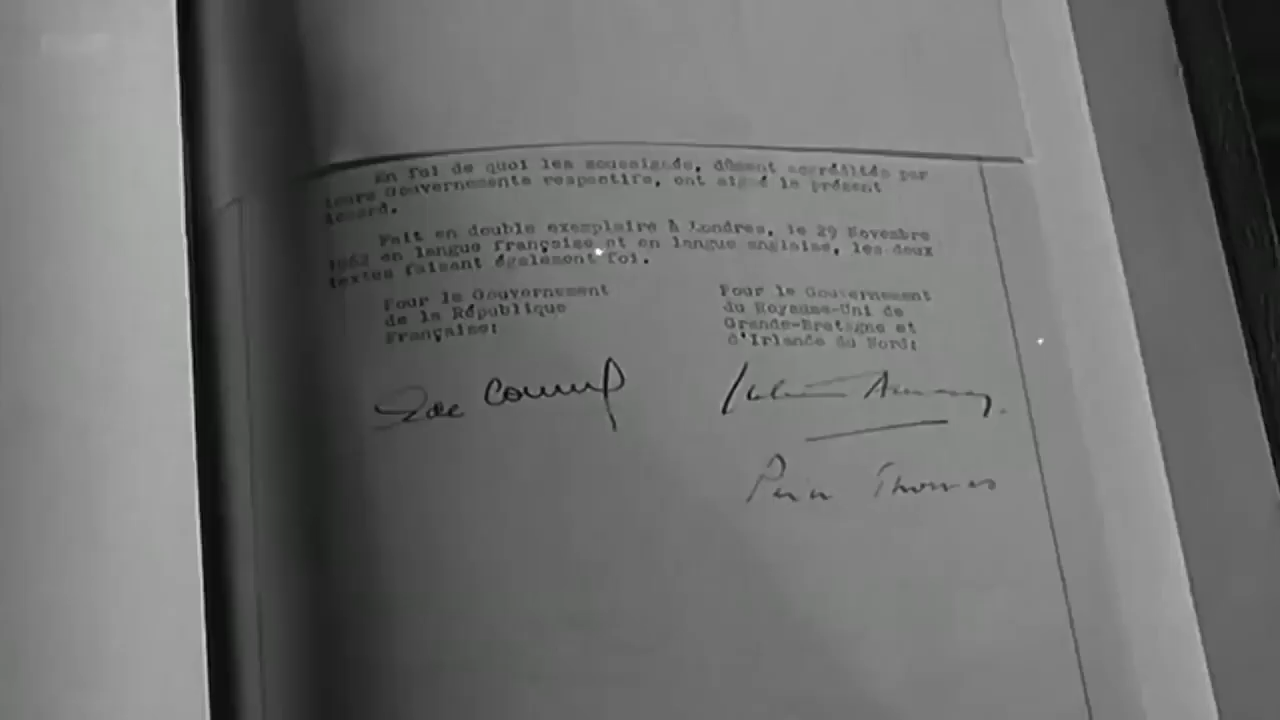 En foi de quoi les soussignés, dûment accrédités par
leurs Gouvernements respectifs, ont signé le présent
Accord.
Fait en double exemplaire à Londres, le 29 Novembre
1962 en langue française et en langue anglaise, les deux
textes faisant également foi.
Pour le Gouvernement
de la République
Française:
Pour le Gouvernement
du Royaume-Uni de
Grande-Bretagne et
d'Irlande du Nord:
Thomas